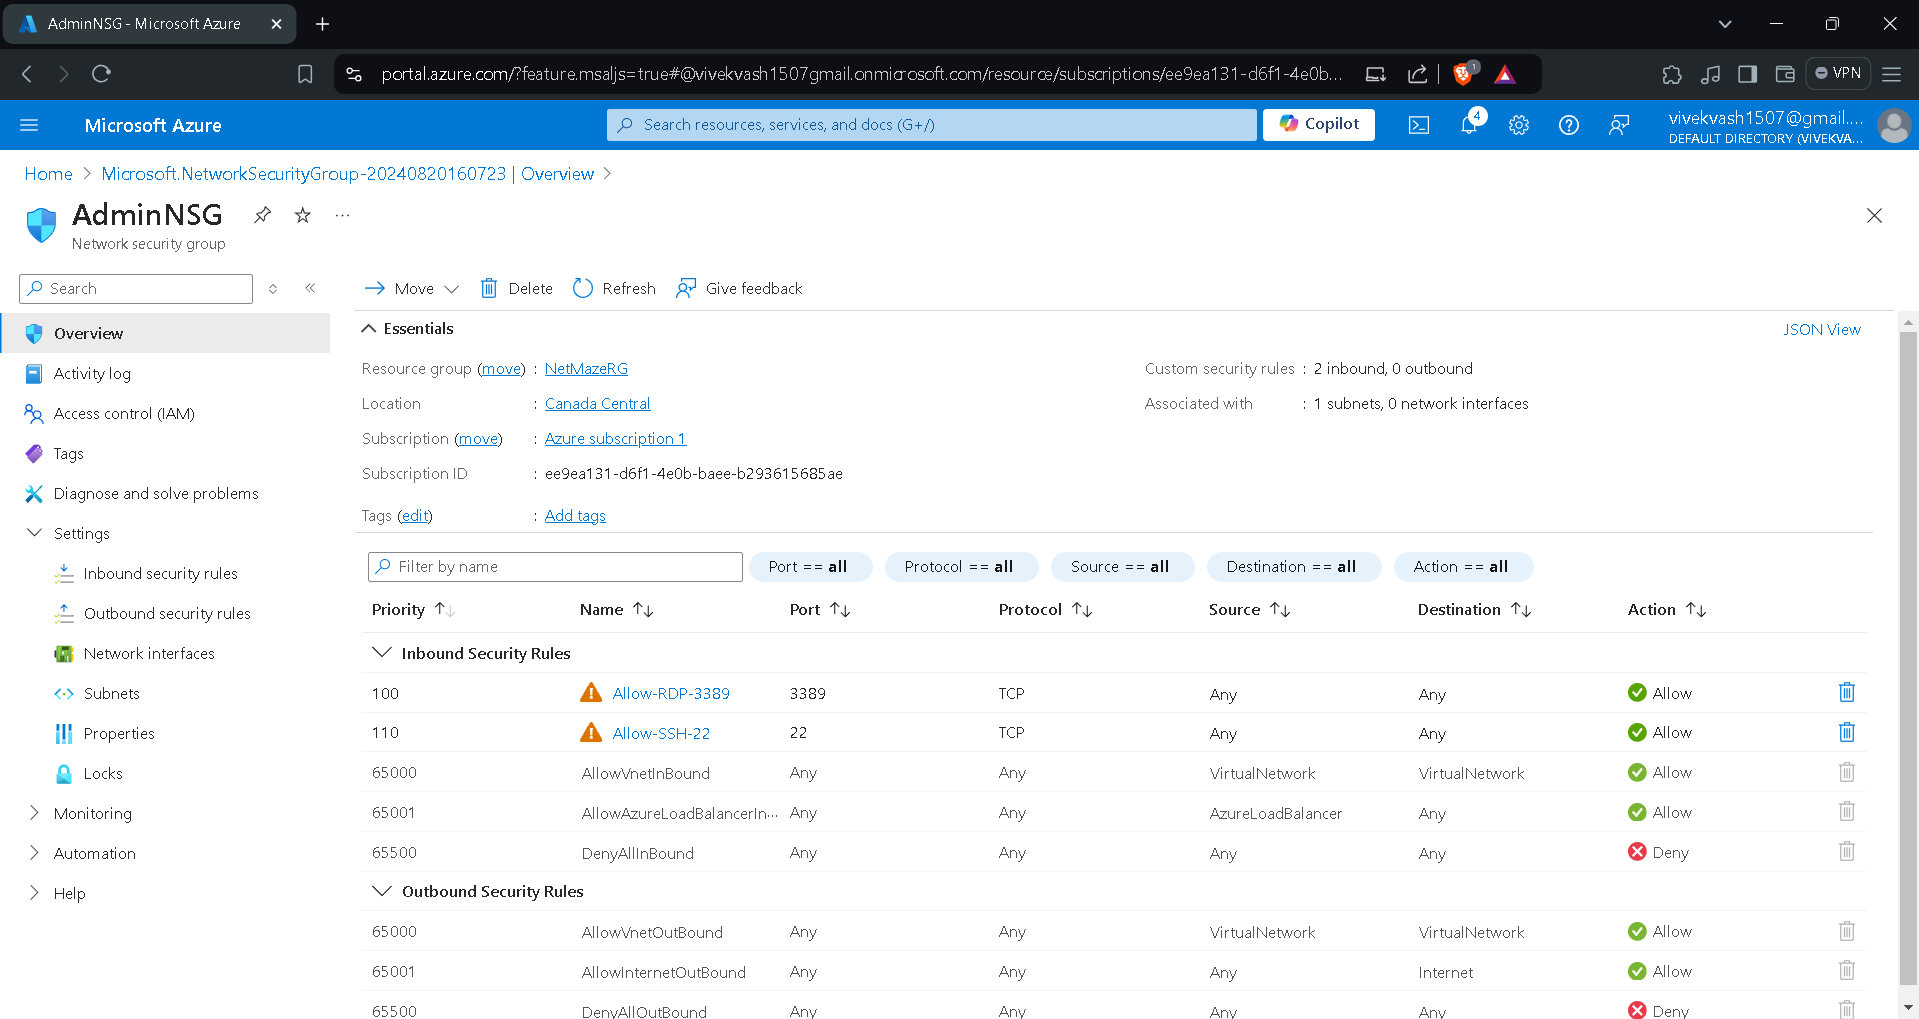 AdminNSG - Microsoft Azure
portal.azure.com/?feature.msaljs=true#@vivekvash1507gmail.onmicrosoft.com/resource/subscriptions/ee9ea131-d6f1-4e0b...
1
VPN
Microsoft Azure
Search resources, services, and docs (G+/)
Copilot
4
vivekvash1507@gmail....
DEFAULT DIRECTORY (VIVEKVA...
Home > Microsoft.NetworkSecurityGroup-20240820160723 | Overview >
AdminNSG
Network security group
Search
Move
Delete
Refresh
Give feedback
Overview
Activity log
Access control (IAM)
Tags
Diagnose and solve problems
Settings
Inbound security rules
Outbound security rules
Network interfaces
Subnets
Properties
Locks
Monitoring
Automation
Help
Essentials
JSON View
Resource group (move) : NetMazeRG
Location : Canada Central
Subscription (move) : Azure subscription 1
Subscription ID : ee9ea131-d6f1-4e0b-baee-b293615685ae
Tags (edit) : Add tags
Custom security rules : 2 inbound, 0 outbound
Associated with : 1 subnets, 0 network interfaces
Filter by name
Port == all
Protocol == all
Source == all
Destination == all
Action == all
Priority Name Port Protocol Source Destination Action
Inbound Security Rules
100 Allow-RDP-3389 3389 TCP Any Any Allow
110 Allow-SSH-22 22 TCP Any Any Allow
65000 AllowVnetInBound Any Any VirtualNetwork VirtualNetwork Allow
65001 AllowAzureLoadBalancerIn... Any Any AzureLoadBalancer Any Allow
65500 DenyAllInBound Any Any Any Any Deny
Outbound Security Rules
65000 AllowVnetOutBound Any Any VirtualNetwork VirtualNetwork Allow
65001 AllowInternetOutBound Any Any Any Internet Allow
65500 DenyAllOutBound Any Any Any Any Deny